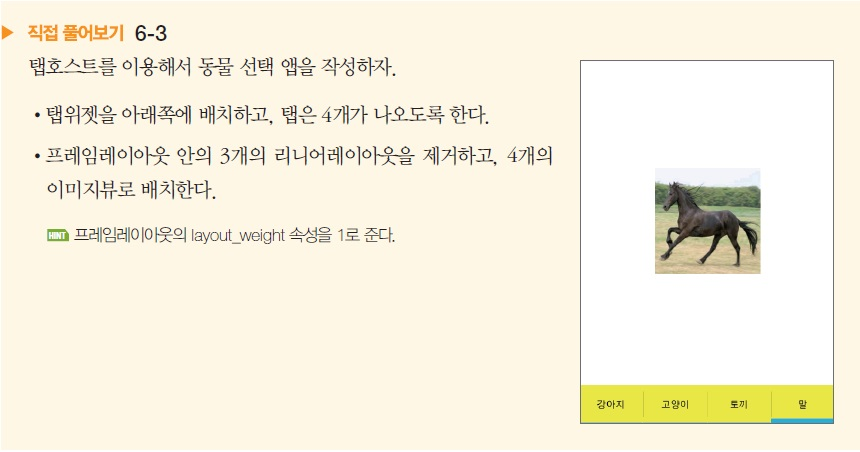 ▶ 직접 풀어보기 6-3
탭호스트를 이용해서 동물 선택 앱을 작성하자.
• 탭위젯을 아래쪽에 배치하고, 탭은 4개가 나오도록 한다.
• 프레임레이아웃 안의 3개의 리니어레이아웃을 제거하고, 4개의
이미지뷰로 배치한다.
HINT 프레임레이아웃의 layout_weight 속성을 1로 준다.
강아지 고양이 토끼 말